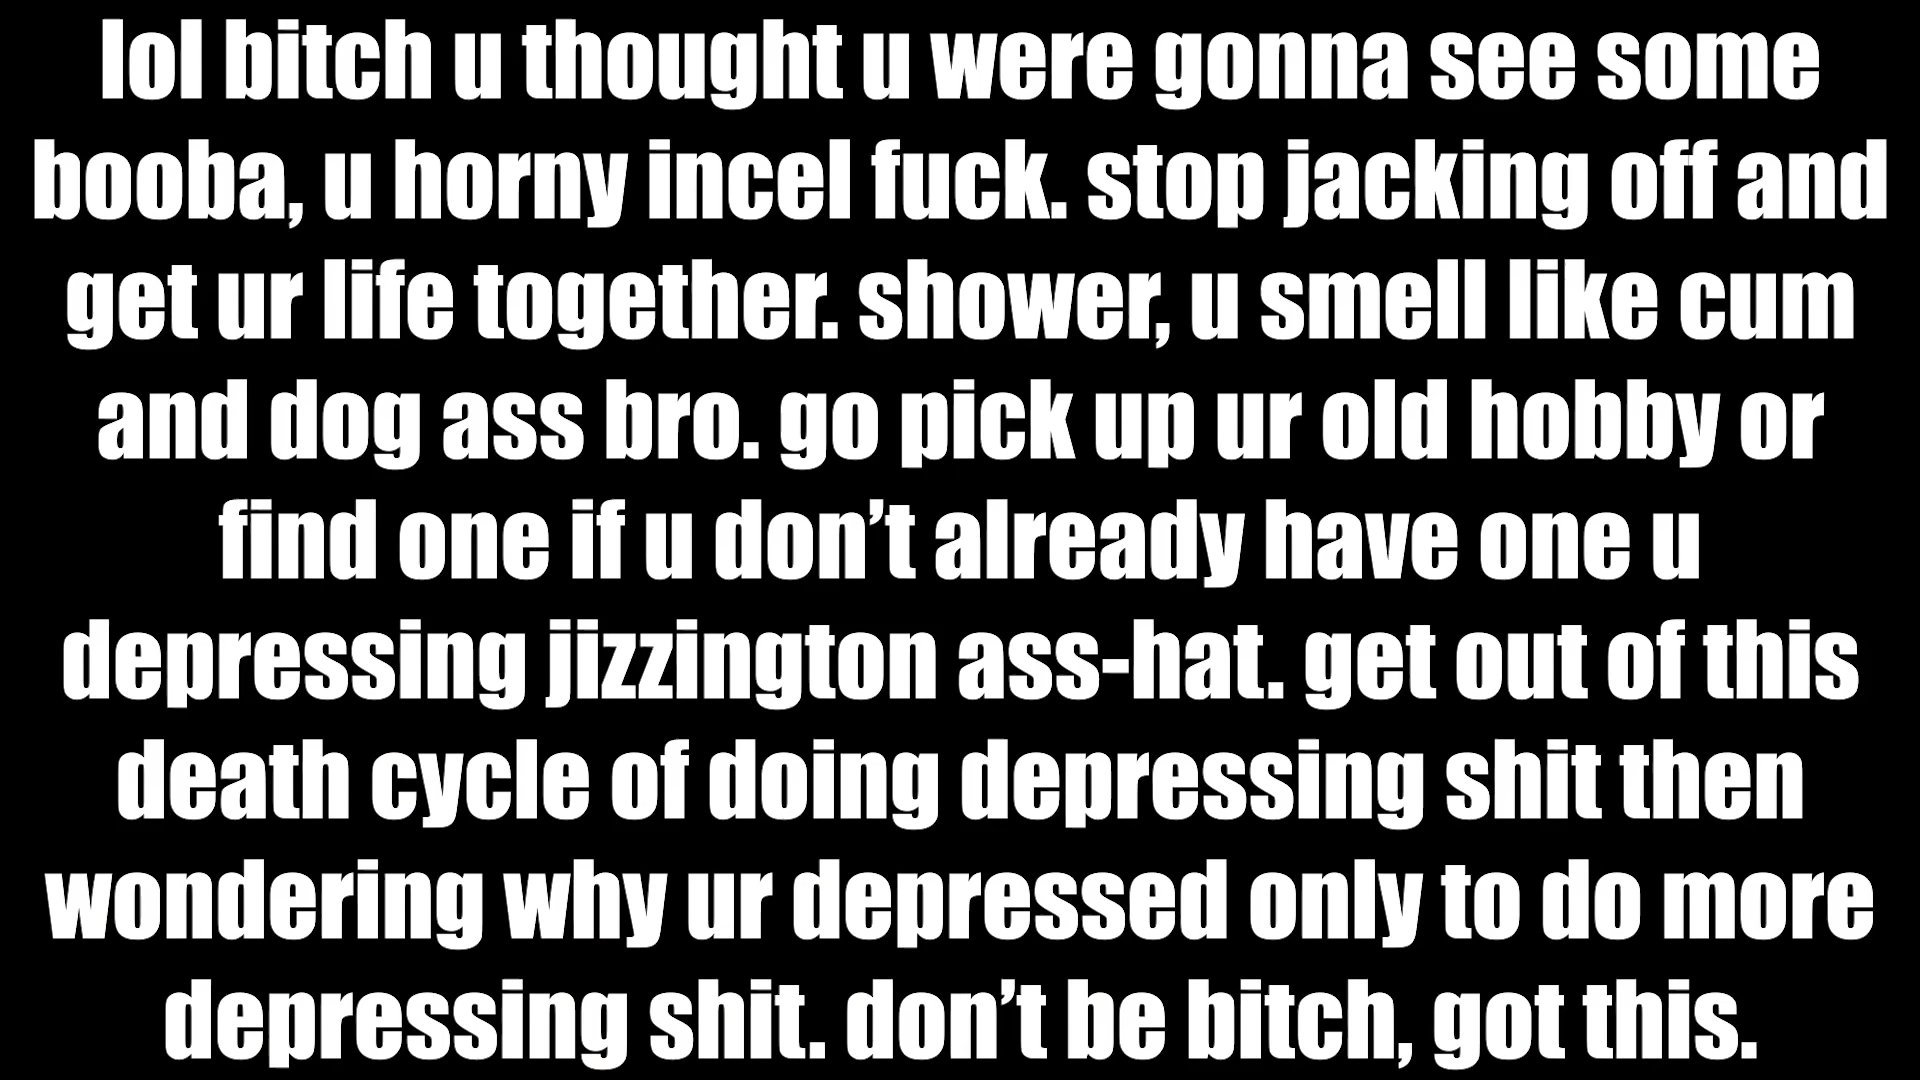 lol bitch u thought u were gonna see some
booba, u horny incel fuck. stop jacking off and
get ur life together. shower, u smell like cum
and dog ass bro. go pick up ur old hobby or
find one if u don’t already have one u
depressing jizzington ass-hat. get out of this
death cycle of doing depressing shit then
wondering why ur depressed only to do more
depressing shit. don’t be bitch, got this.